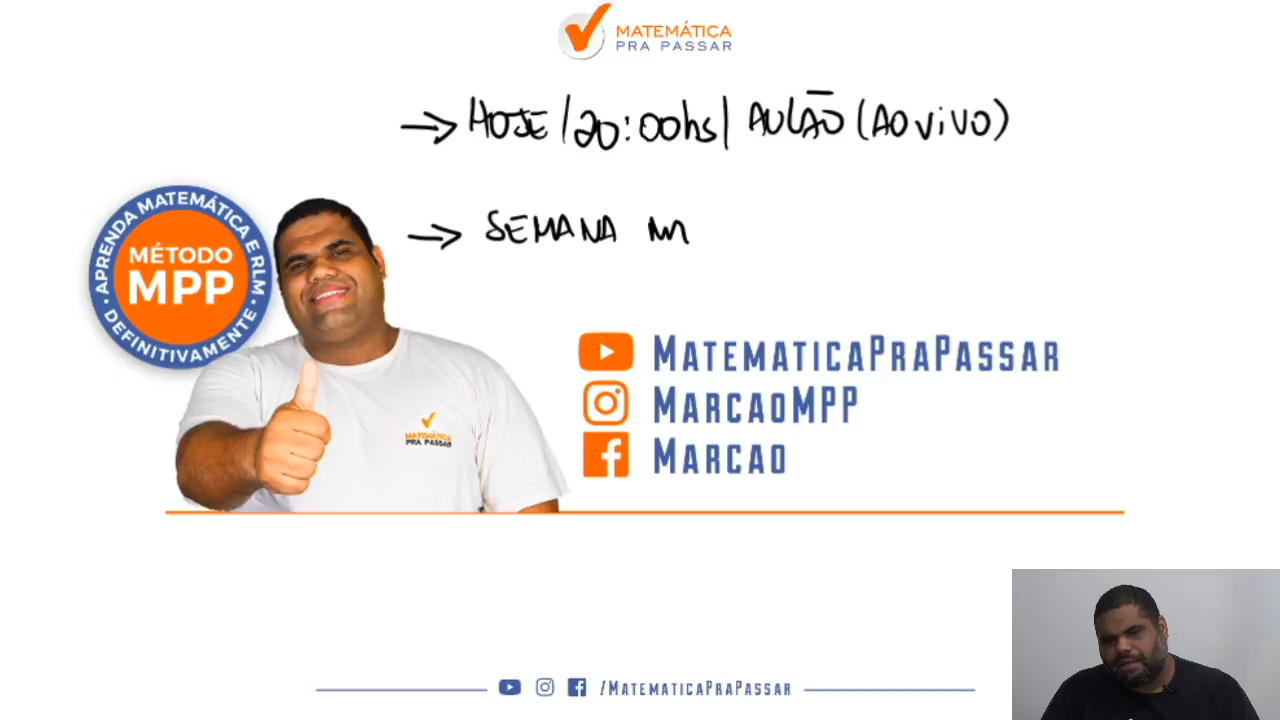 MATEMÁTICA
PRA PASSAR
→ HOJE / 20:00hs / AULÃO (AO VIVO)
→ SEMANA
APRENDA MATEMÁTICA E RLM
MÉTODO
MPP
• DEFINITIVAMENTE •
MATEMÁTICA
PRA PASSAR
MATEMATICAPRAPASSAR
MARCAOMPP
MARCAO
/MATEMATICAPRAPASSAR